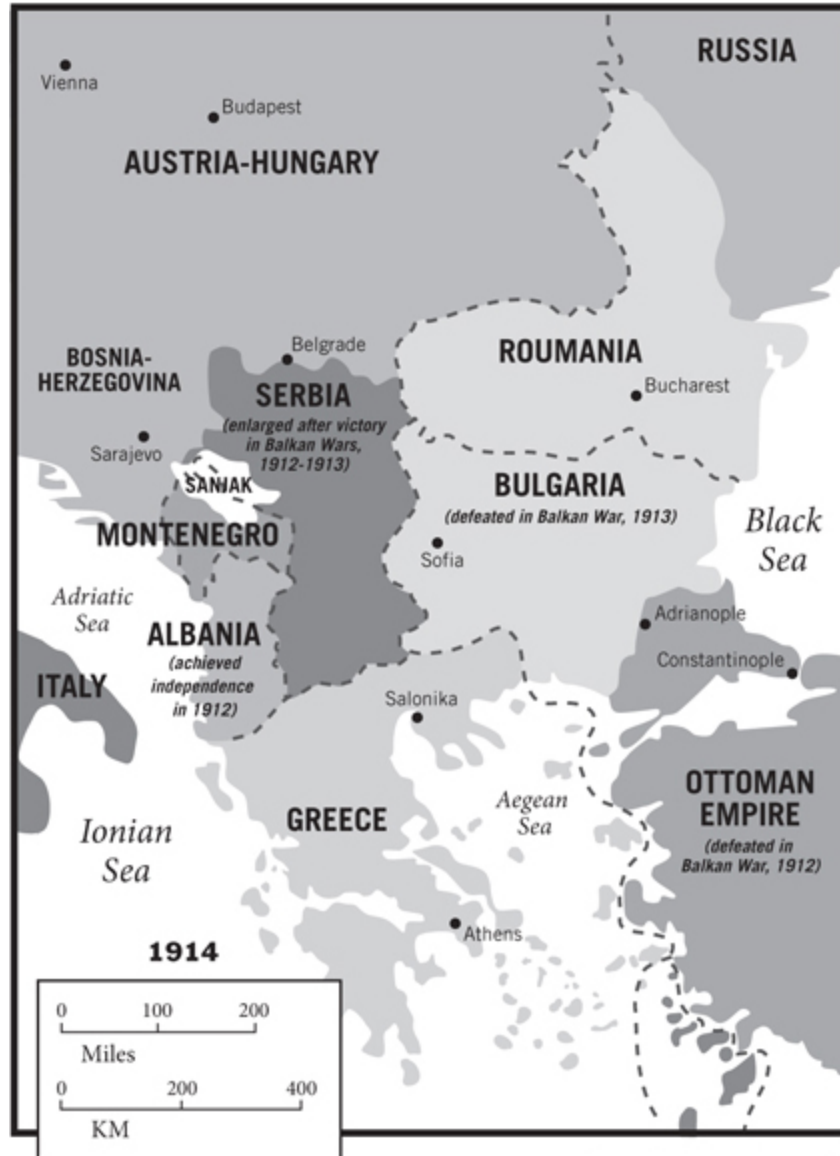 RUSSIA
Vienna
Budapest
AUSTRIA-HUNGARY
BOSNIA-
HERZEGOVINA
Belgrade
ROUMANIA
SERBIA
(enlarged after victory
in Balkan Wars,
1912-1913)
Bucharest
Sarajevo
SANJAK
BULGARIA
(defeated in Balkan War, 1913)
Black
Sea
MONTENEGRO
Sofia
Adriatic
Sea
ALBANIA
(achieved
independence
in 1912)
Adrianople
Constantinople
ITALY
Salonika
OTTOMAN
EMPIRE
(defeated in
Balkan War, 1912)
Aegean
Sea
GREECE
Ionian
Sea
Athens
1914
0 100 200
Miles
0 200 400
KM